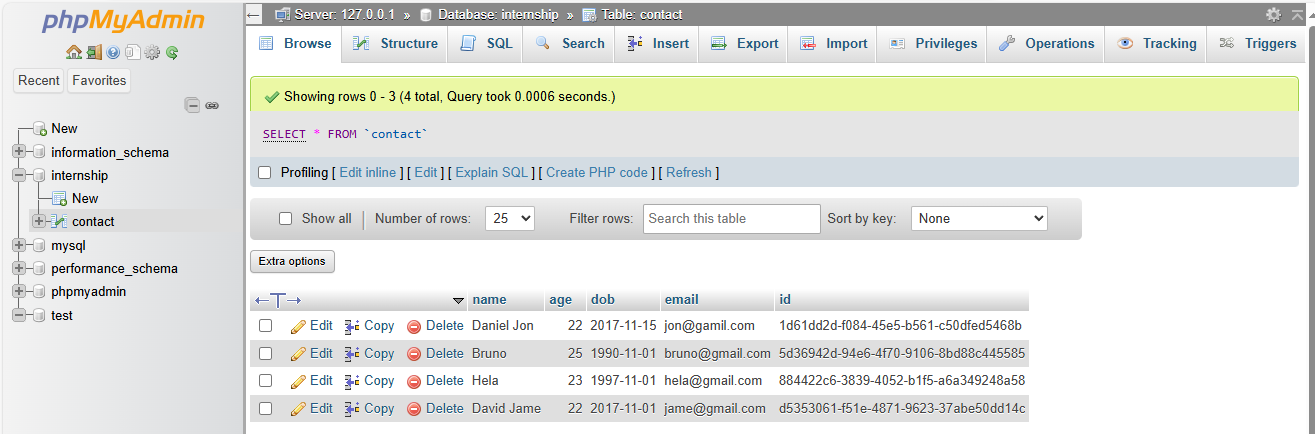 phpMyAdmin
Recent Favorites
New
information_schema
internship
New
contact
mysql
performance_schema
phpmyadmin
test
Server: 127.0.0.1 » Database: internship » Table: contact
Browse Structure SQL Search Insert Export Import Privileges Operations Tracking Triggers
Showing rows 0 - 3 (4 total, Query took 0.0006 seconds.)
SELECT * FROM `contact`
Profiling [ Edit inline ] [ Edit ] [ Explain SQL ] [ Create PHP code ] [ Refresh ]
Show all Number of rows: 25 Filter rows: Search this table Sort by key: None
Extra options
name age dob email id
Edit Copy Delete Daniel Jon 22 2017-11-15 jon@gamil.com 1d61dd2d-f084-45e5-b561-c50dfed5468b
Edit Copy Delete Bruno 25 1990-11-01 bruno@gmail.com 5d36942d-94e6-4f70-9106-8bd88c445585
Edit Copy Delete Hela 23 1997-11-01 hela@gmail.com 884422c6-3839-4052-b1f5-a6a349248a58
Edit Copy Delete David Jame 22 2017-11-01 jame@gmail.com d5353061-f51e-4871-9623-37abe50dd14c